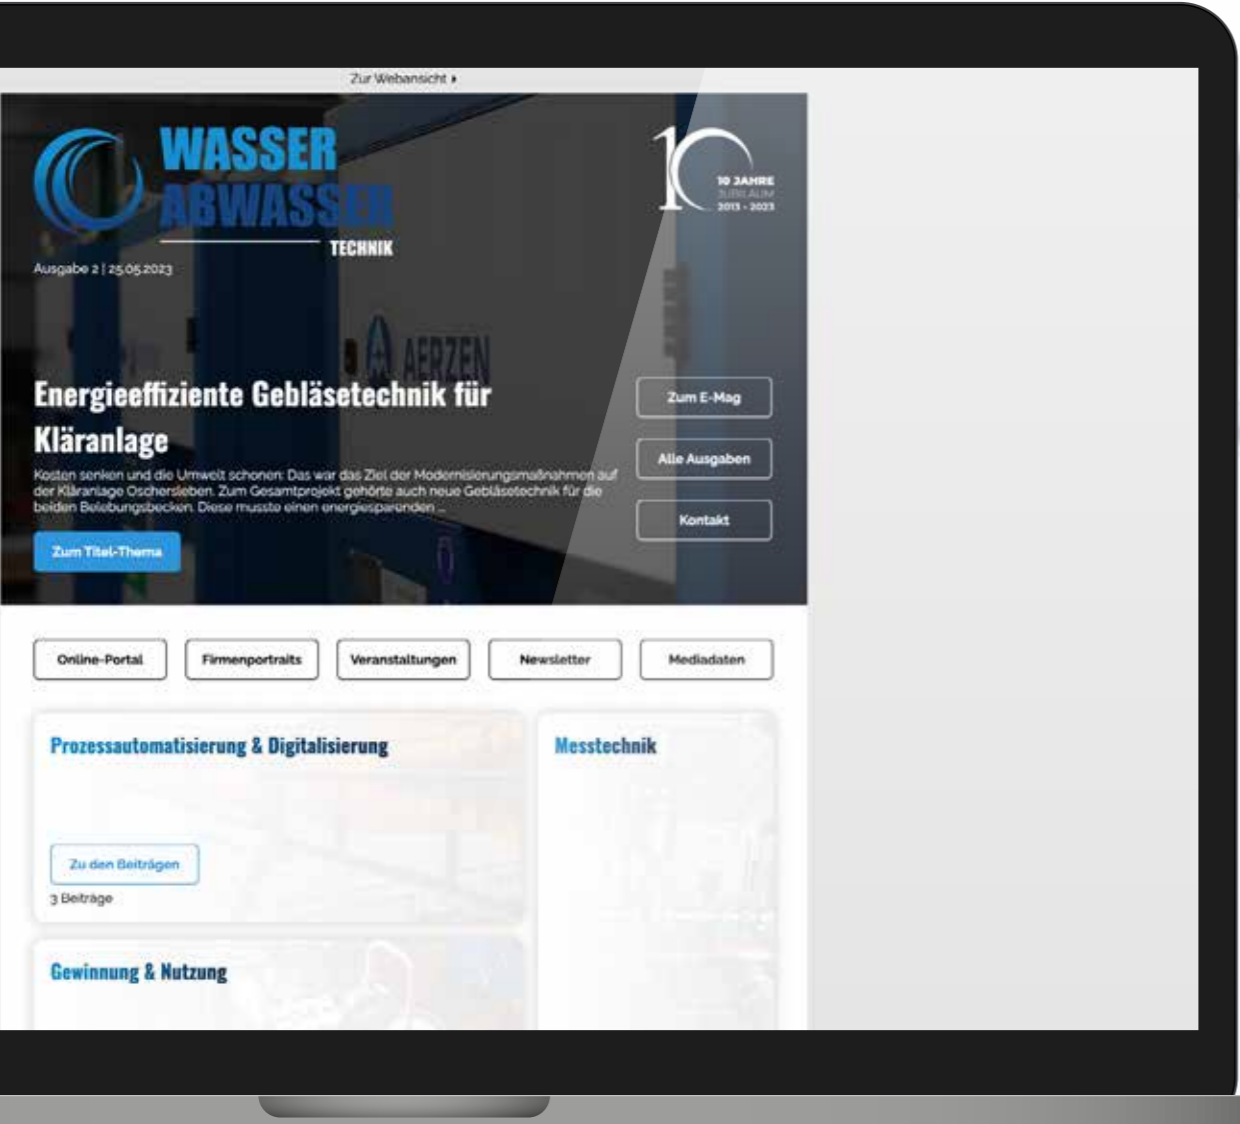 Zur Webansicht
WASSER
ABWASSER
TECHNIK
10
10 JAHRE
JUBILÄUM
2013 - 2023
Ausgabe 2 | 25.05.2023
AERZEN
Energieeffiziente Gebläsetechnik für
Kläranlage
Kosten senken und die Umwelt schonen: Das war das Ziel der Modernisierungsmaßnahmen auf
der Kläranlage Oschersleben. Zum Gesamtprojekt gehörte auch neue Gebläsetechnik für die
beiden Belebungsbecken. Diese musste einen energiesparenden ...
Zum Titel-Thema
Zum E-Mag
Alle Ausgaben
Kontakt
Online-Portal
Firmenportraits
Veranstaltungen
Newsletter
Mediadaten
Prozessautomatisierung & Digitalisierung
Zu den Beiträgen
3 Beiträge
Messtechnik
Gewinnung & Nutzung